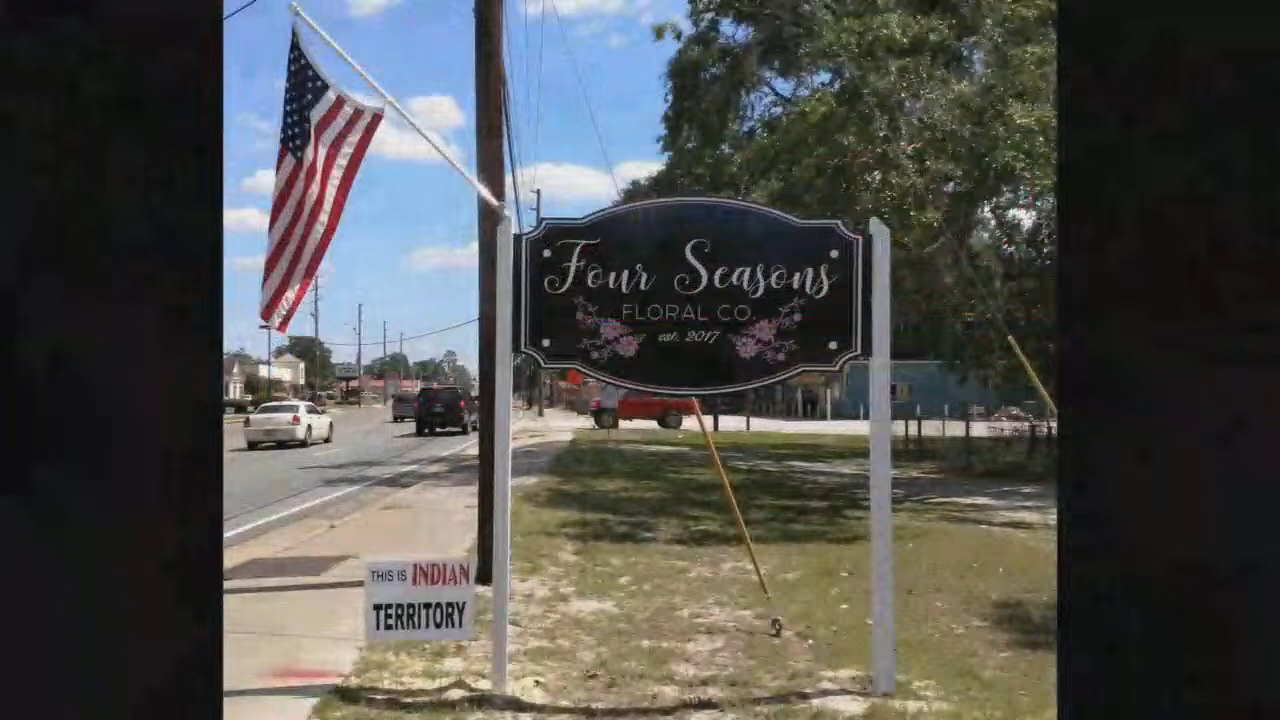 Four Seasons
FLORAL CO.
est. 2017
THIS IS INDIAN
TERRITORY